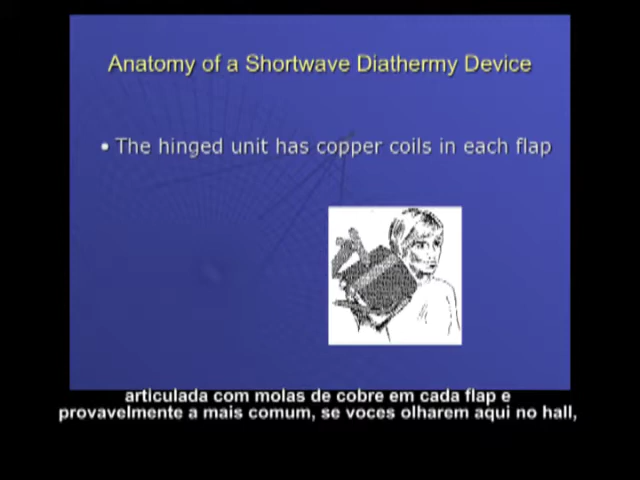 Anatomy of a Shortwave Diathermy Device
• The hinged unit has copper coils in each flap
articulada com molas de cobre em cada flap e
provavelmente a mais comum, se voces olharem aqui no hall,